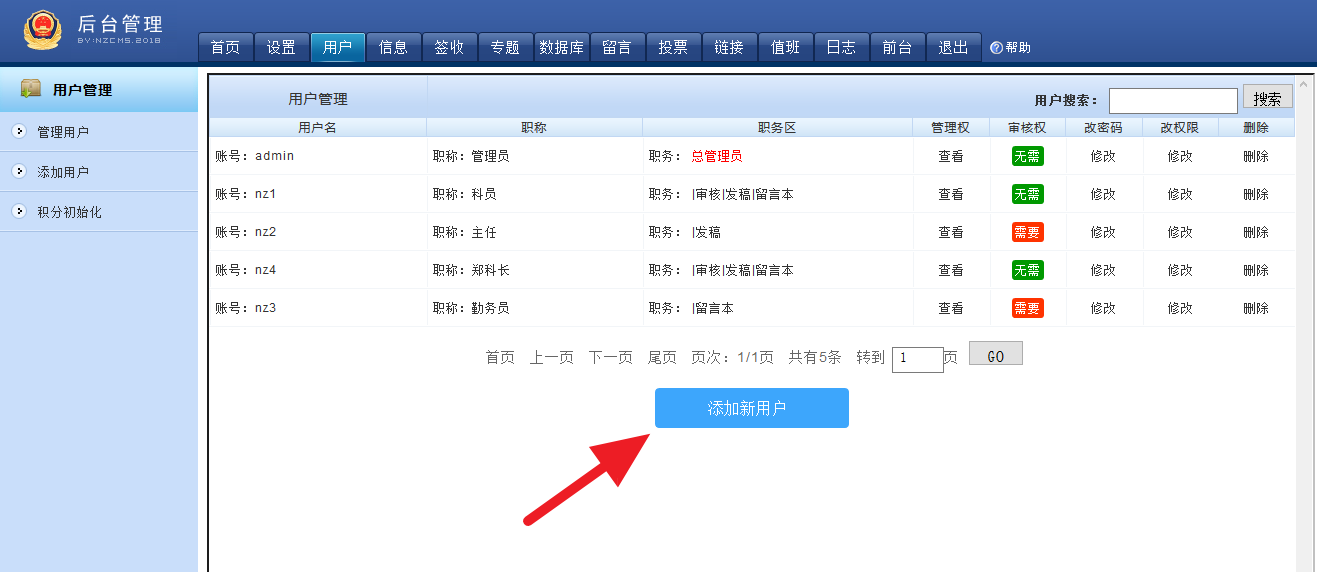 后台管理
BY:NZCMS.2018
首页 设置 用户 信息 签收 专题 数据库 留言 投票 链接 值班 日志 前台 退出 帮助
用户管理
管理用户
添加用户
积分初始化
用户管理 用户搜索： 搜索
用户名 职称 职务区 管理权 审核权 改密码 改权限 删除
账号：admin 职称：管理员 职务： 总管理员 查看 无需 修改 修改 删除
账号：nz1 职称：科员 职务： |审核|发稿|留言本 查看 无需 修改 修改 删除
账号：nz2 职称：主任 职务： |发稿 查看 需要 修改 修改 删除
账号：nz4 职称：郑科长 职务： |审核|发稿|留言本 查看 无需 修改 修改 删除
账号：nz3 职称：勤务员 职务： |留言本 查看 需要 修改 修改 删除
首页 上一页 下一页 尾页 页次：1/1页 共有5条 转到 1 页 GO
添加新用户